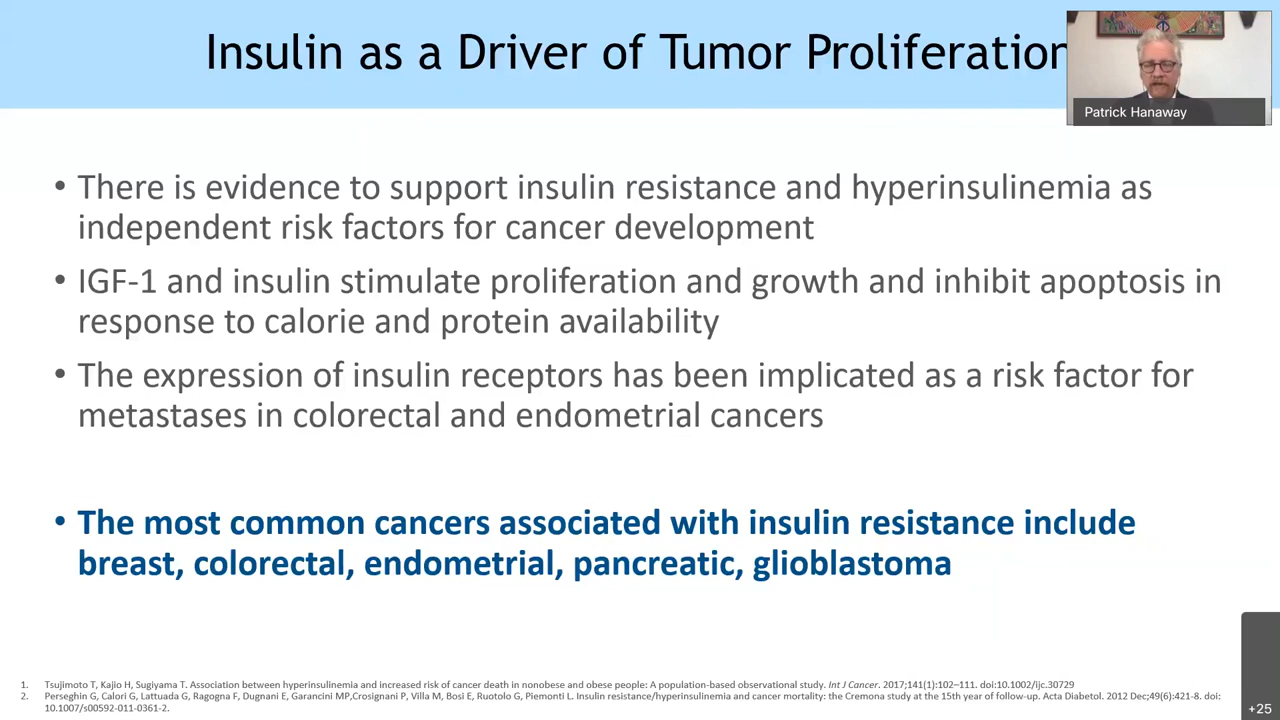 Insulin as a Driver of Tumor Proliferation
Patrick Hanaway
• There is evidence to support insulin resistance and hyperinsulinemia as
independent risk factors for cancer development
• IGF-1 and insulin stimulate proliferation and growth and inhibit apoptosis in
response to calorie and protein availability
• The expression of insulin receptors has been implicated as a risk factor for
metastases in colorectal and endometrial cancers
• The most common cancers associated with insulin resistance include
breast, colorectal, endometrial, pancreatic, glioblastoma
1. Tsujimoto T, Kajio H, Sugiyama T. Association between hyperinsulinemia and increased risk of cancer death in nonobese and obese people: A population-based observational study. Int J Cancer. 2017;141(1):102–111. doi:10.1002/ijc.30729
2. Perseghin G, Calori G, Lattuada G, Ragogna F, Dugnani E, Garancini MP,Crosignani P, Villa M, Bosi E, Ruotolo G, Piemonti L. Insulin resistance/hyperinsulinemia and cancer mortality: the Cremona study at the 15th year of follow-up. Acta Diabetol. 2012 Dec;49(6):421-8. doi:
10.1007/s00592-011-0361-2.
+25